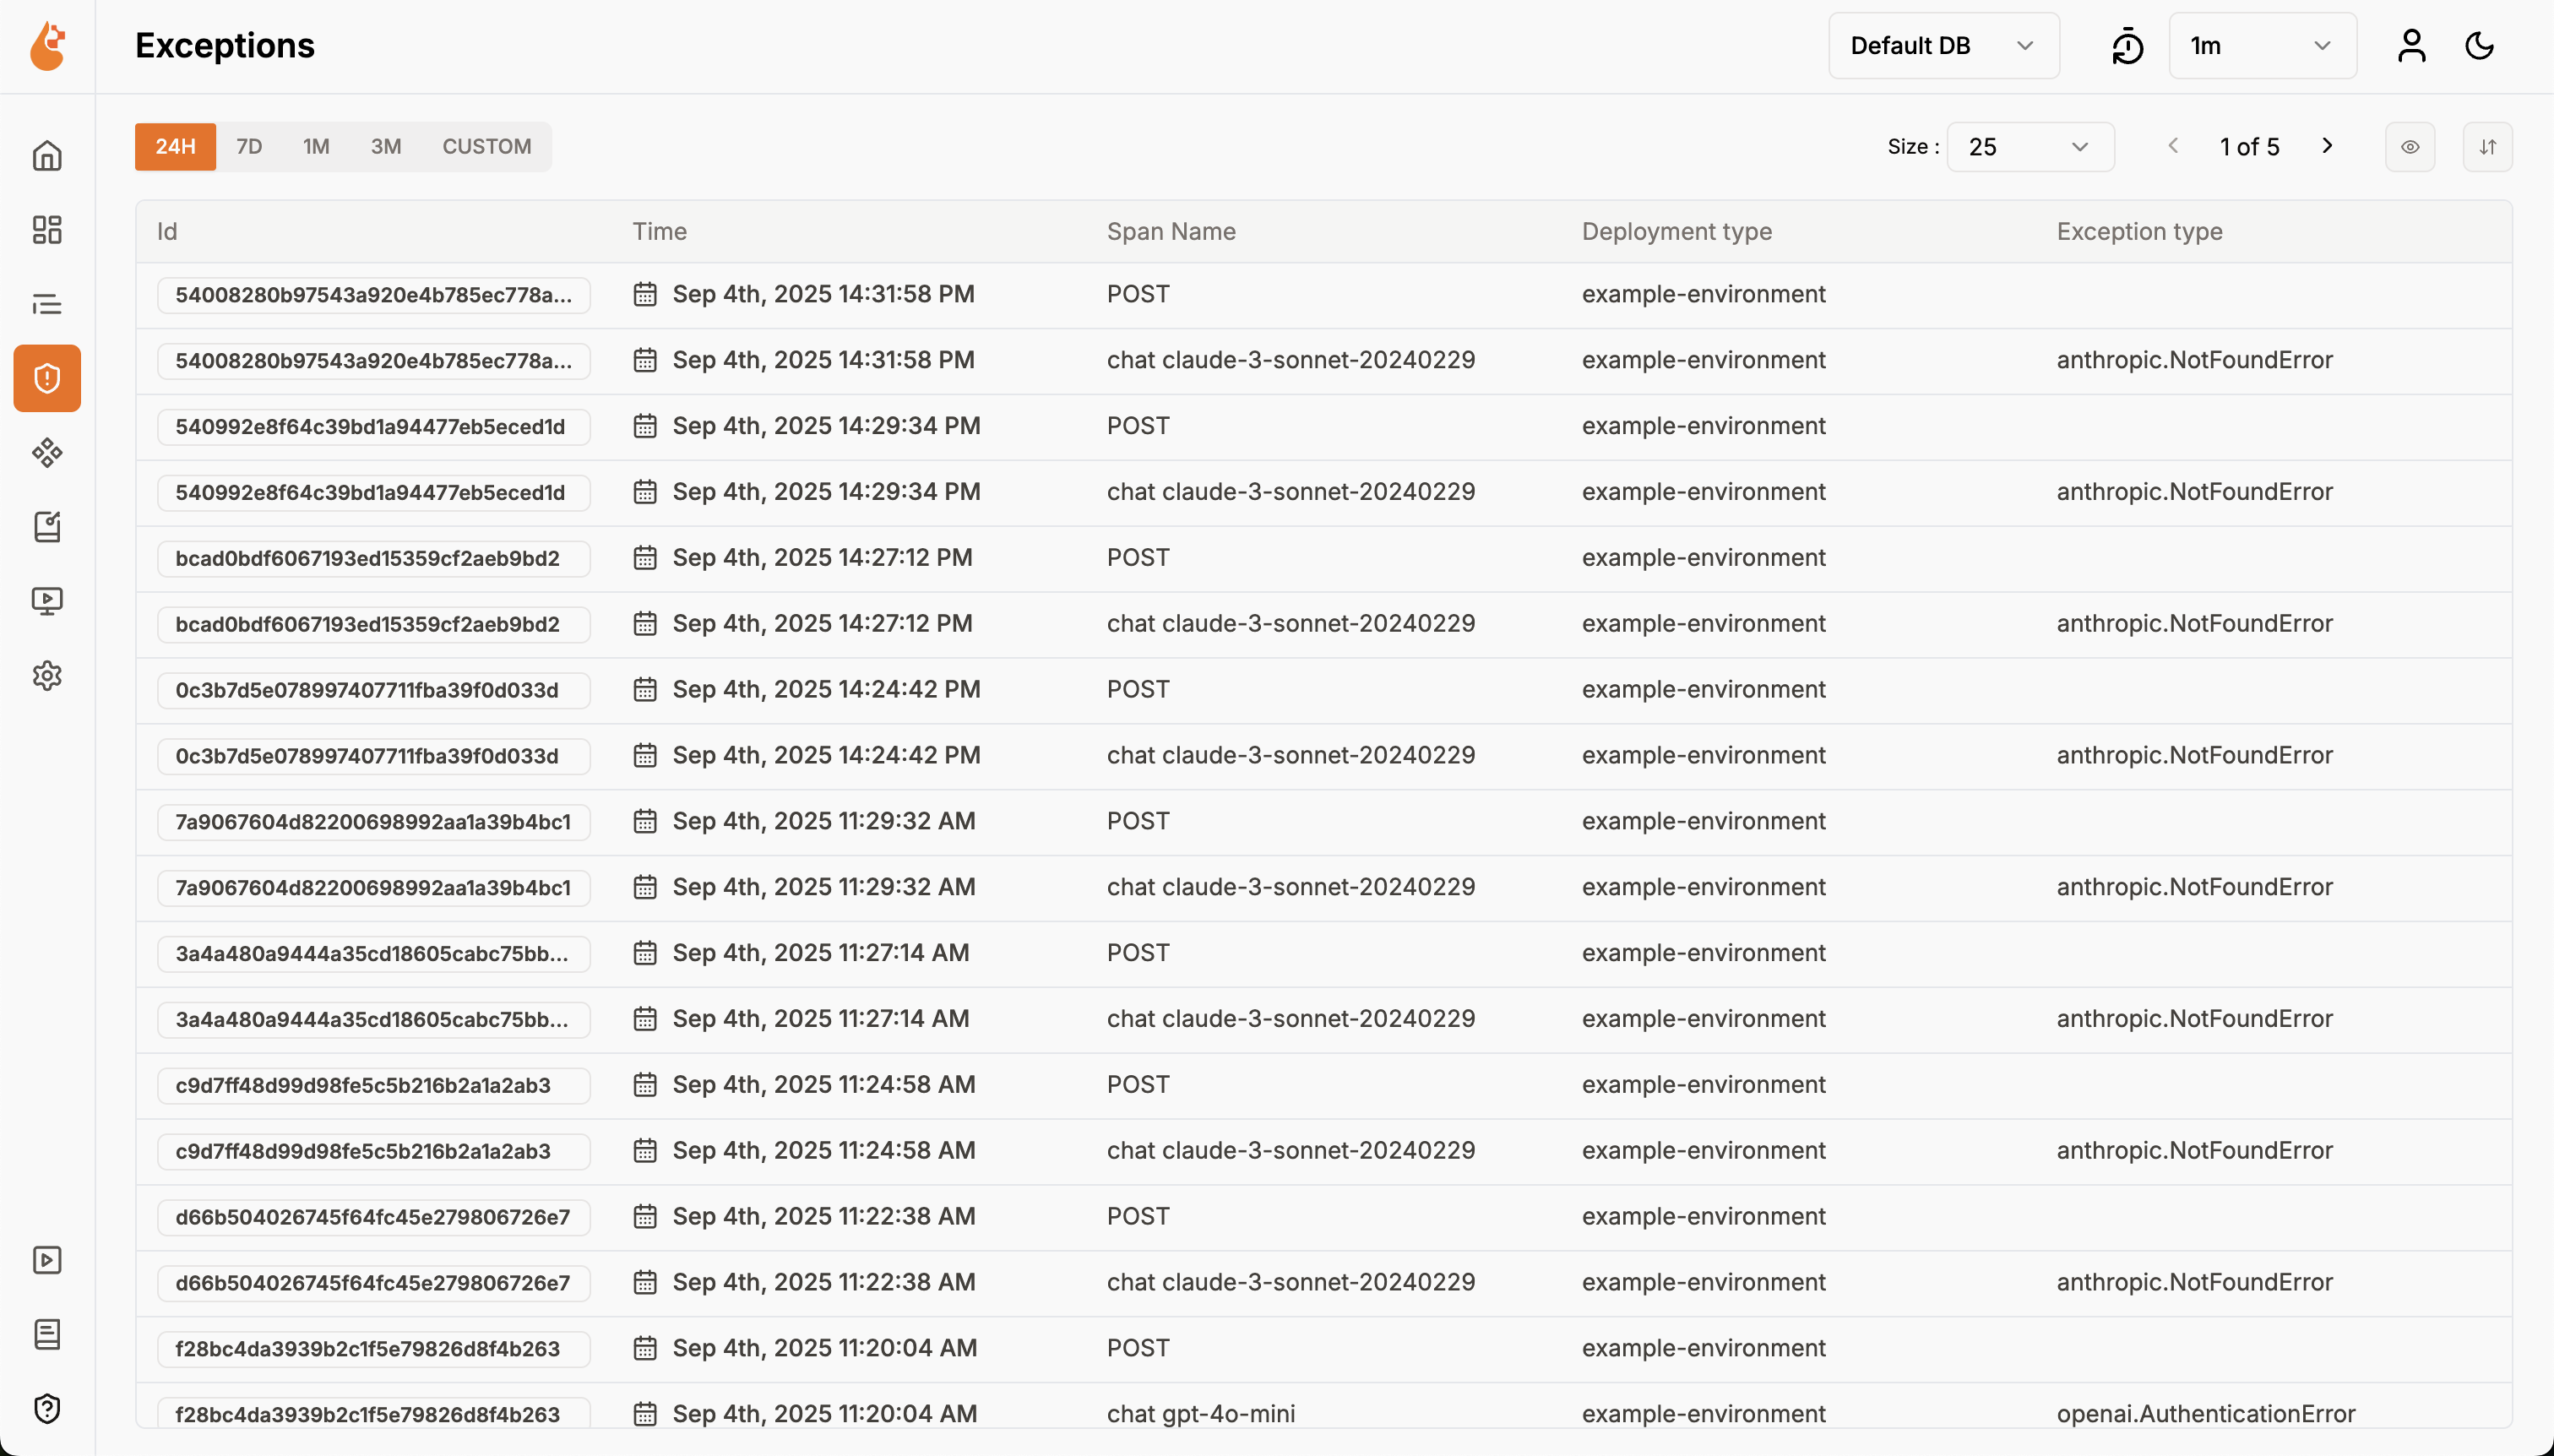 Exceptions
Default DB
1m
24H 7D 1M 3M CUSTOM
Size : 25 1 of 5
Id Time Span Name Deployment type Exception type
54008280b97543a920e4b785ec778a... Sep 4th, 2025 14:31:58 PM POST example-environment
54008280b97543a920e4b785ec778a... Sep 4th, 2025 14:31:58 PM chat claude-3-sonnet-20240229 example-environment anthropic.NotFoundError
540992e8f64c39bd1a94477eb5eced1d Sep 4th, 2025 14:29:34 PM POST example-environment
540992e8f64c39bd1a94477eb5eced1d Sep 4th, 2025 14:29:34 PM chat claude-3-sonnet-20240229 example-environment anthropic.NotFoundError
bcad0bdf6067193ed15359cf2aeb9bd2 Sep 4th, 2025 14:27:12 PM POST example-environment
bcad0bdf6067193ed15359cf2aeb9bd2 Sep 4th, 2025 14:27:12 PM chat claude-3-sonnet-20240229 example-environment anthropic.NotFoundError
0c3b7d5e078997407711fba39f0d033d Sep 4th, 2025 14:24:42 PM POST example-environment
0c3b7d5e078997407711fba39f0d033d Sep 4th, 2025 14:24:42 PM chat claude-3-sonnet-20240229 example-environment anthropic.NotFoundError
7a9067604d82200698992aa1a39b4bc1 Sep 4th, 2025 11:29:32 AM POST example-environment
7a9067604d82200698992aa1a39b4bc1 Sep 4th, 2025 11:29:32 AM chat claude-3-sonnet-20240229 example-environment anthropic.NotFoundError
3a4a480a9444a35cd18605cabc75bb... Sep 4th, 2025 11:27:14 AM POST example-environment
3a4a480a9444a35cd18605cabc75bb... Sep 4th, 2025 11:27:14 AM chat claude-3-sonnet-20240229 example-environment anthropic.NotFoundError
c9d7ff48d99d98fe5c5b216b2a1a2ab3 Sep 4th, 2025 11:24:58 AM POST example-environment
c9d7ff48d99d98fe5c5b216b2a1a2ab3 Sep 4th, 2025 11:24:58 AM chat claude-3-sonnet-20240229 example-environment anthropic.NotFoundError
d66b504026745f64fc45e279806726e7 Sep 4th, 2025 11:22:38 AM POST example-environment
d66b504026745f64fc45e279806726e7 Sep 4th, 2025 11:22:38 AM chat claude-3-sonnet-20240229 example-environment anthropic.NotFoundError
f28bc4da3939b2c1f5e79826d8f4b263 Sep 4th, 2025 11:20:04 AM POST example-environment
f28bc4da3939b2c1f5e79826d8f4b263 Sep 4th, 2025 11:20:04 AM chat gpt-4o-mini example-environment openai.AuthenticationError